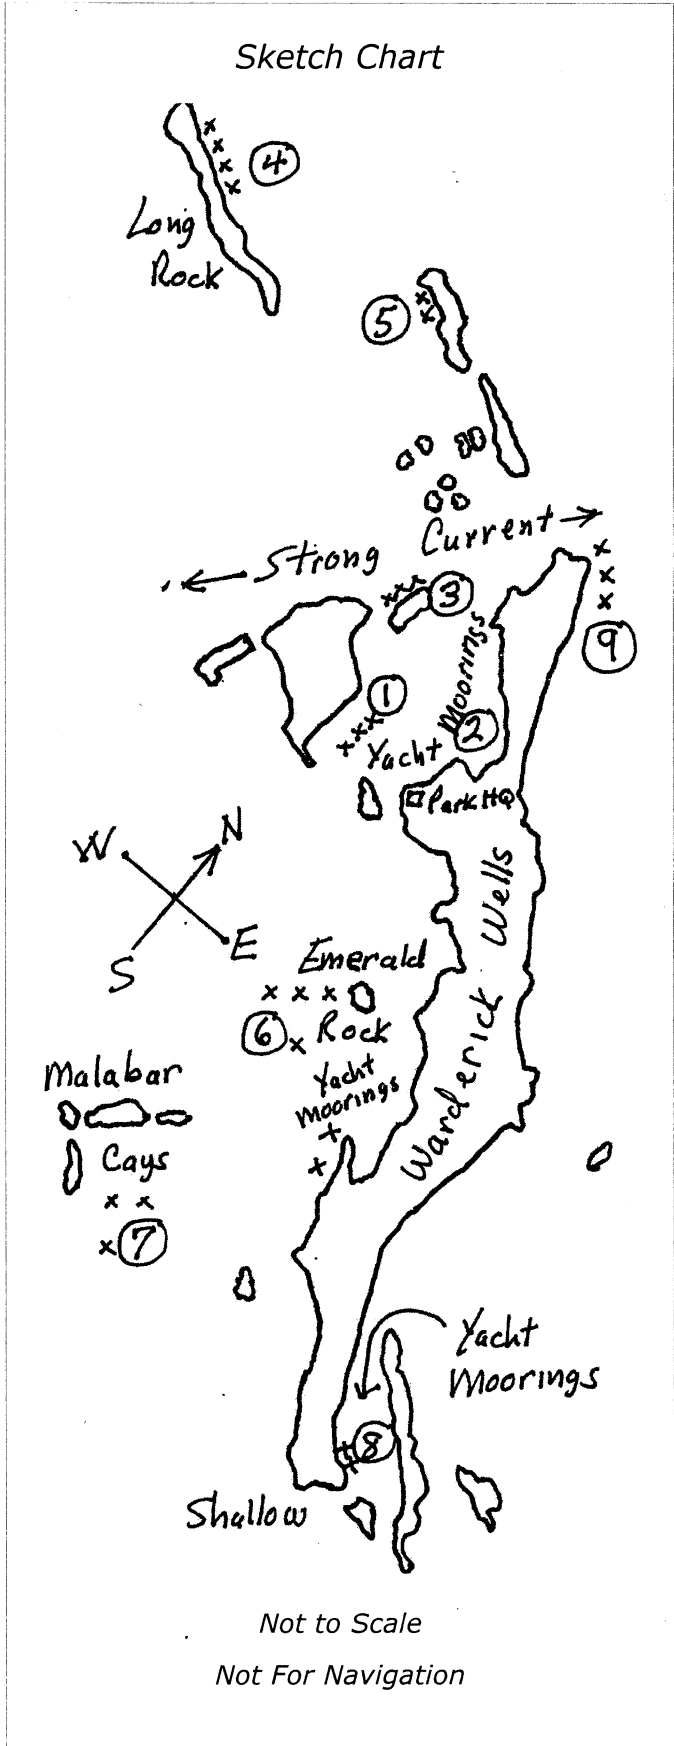 Sketch Chart
4
Long
Rock
5
Current
Strong
3
9
Moorings
1
2
Yacht
Park HQ
W
N
S
E
Wells
Emerald
6
Rock
Warderick
Malabar
Yacht
Moorings
Cays
7
Yacht
Moorings
8
Shallow
Not to Scale
Not For Navigation